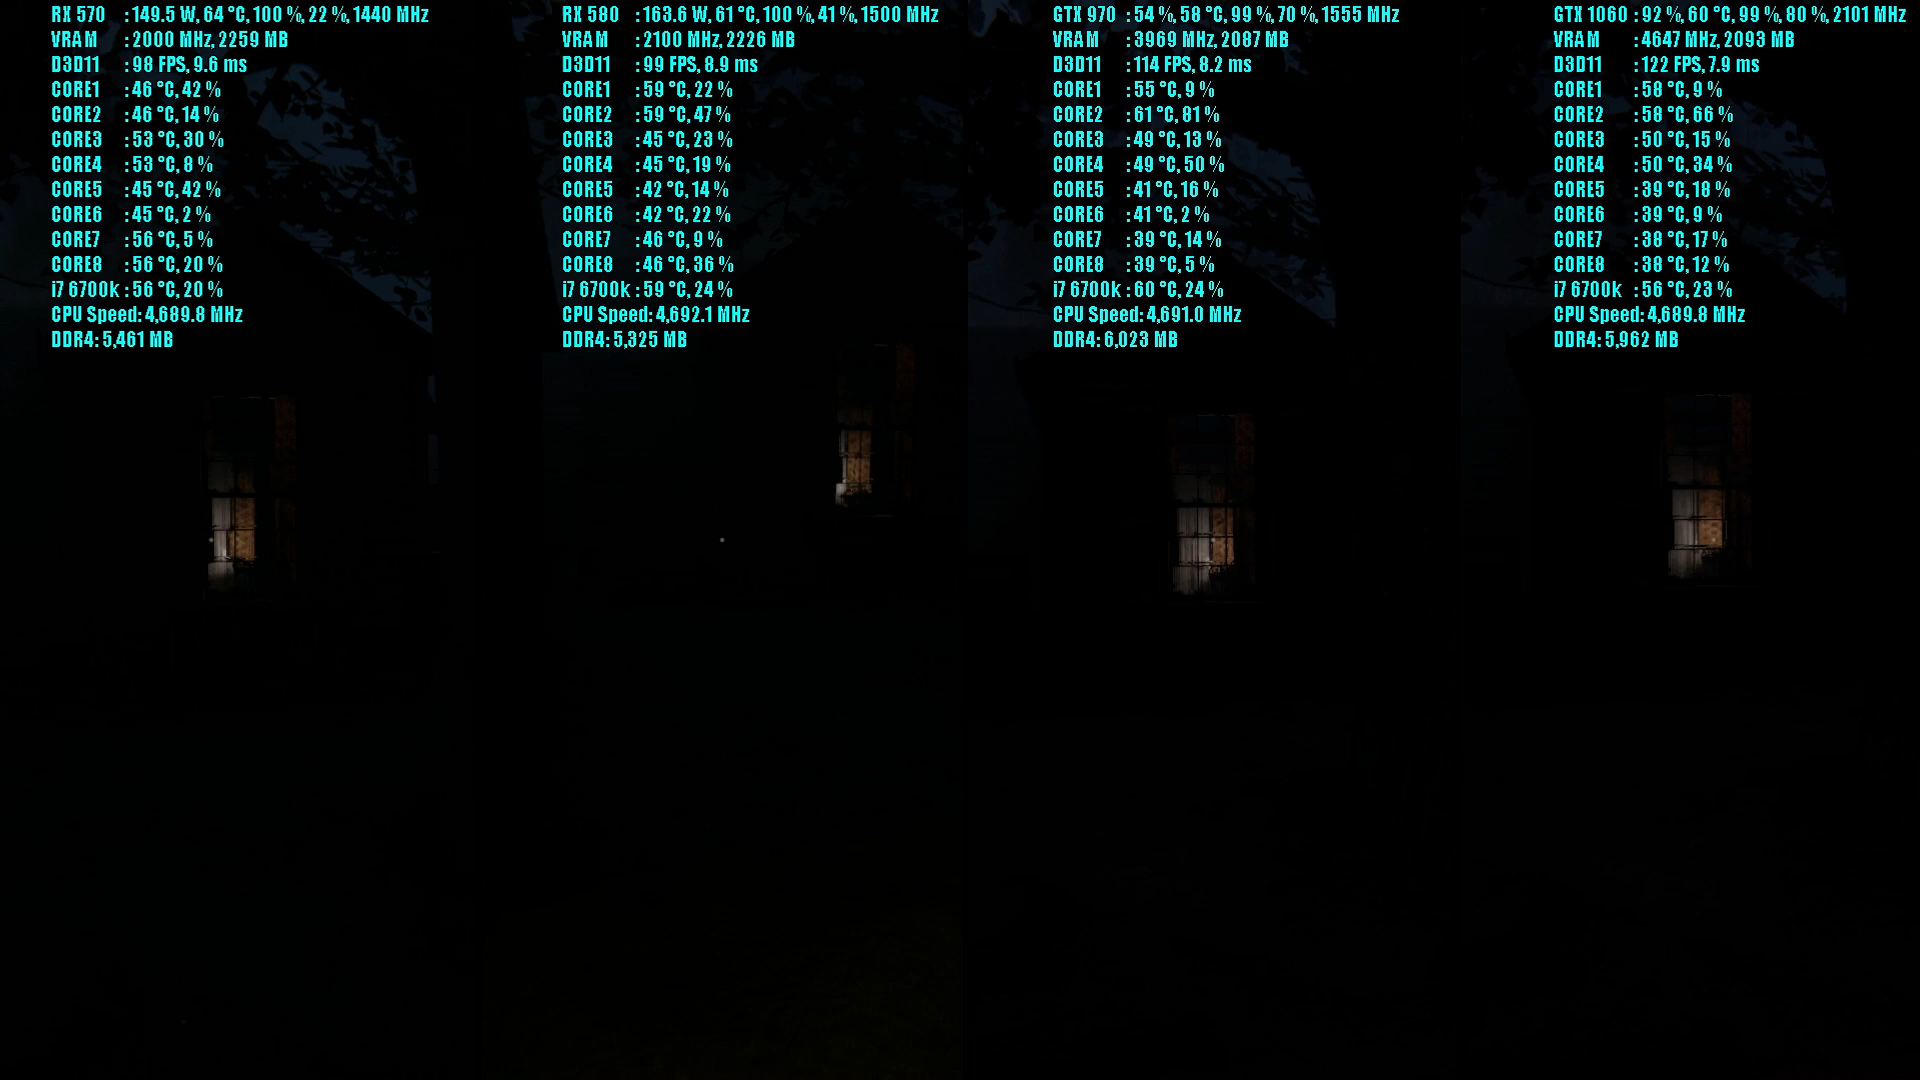 RX 570 : 149.5 W, 64 °C, 100 %, 22 %, 1440 MHz
VRAM : 2000 MHz, 2259 MB
D3D11 : 98 FPS, 9.6 ms
CORE1 : 46 °C, 42 %
CORE2 : 46 °C, 14 %
CORE3 : 53 °C, 30 %
CORE4 : 53 °C, 8 %
CORE5 : 45 °C, 42 %
CORE6 : 45 °C, 2 %
CORE7 : 56 °C, 5 %
CORE8 : 56 °C, 20 %
i7 6700k : 56 °C, 20 %
CPU Speed: 4,689.8 MHz
DDR4: 5,461 MB
RX 580 : 163.6 W, 61 °C, 100 %, 41 %, 1500 MHz
VRAM : 2100 MHz, 2226 MB
D3D11 : 99 FPS, 8.9 ms
CORE1 : 59 °C, 22 %
CORE2 : 59 °C, 47 %
CORE3 : 45 °C, 23 %
CORE4 : 45 °C, 19 %
CORE5 : 42 °C, 14 %
CORE6 : 42 °C, 22 %
CORE7 : 46 °C, 9 %
CORE8 : 46 °C, 36 %
i7 6700k : 59 °C, 24 %
CPU Speed: 4,692.1 MHz
DDR4: 5,325 MB
GTX 970 : 54 %, 58 °C, 99 %, 70 %, 1555 MHz
VRAM : 3969 MHz, 2087 MB
D3D11 : 114 FPS, 8.2 ms
CORE1 : 55 °C, 9 %
CORE2 : 61 °C, 81 %
CORE3 : 49 °C, 13 %
CORE4 : 49 °C, 50 %
CORE5 : 41 °C, 16 %
CORE6 : 41 °C, 2 %
CORE7 : 39 °C, 14 %
CORE8 : 39 °C, 5 %
i7 6700k : 60 °C, 24 %
CPU Speed: 4,691.0 MHz
DDR4: 6,023 MB
GTX 1060 : 92 %, 60 °C, 99 %, 80 %, 2101 MHz
VRAM : 4647 MHz, 2093 MB
D3D11 : 122 FPS, 7.9 ms
CORE1 : 58 °C, 9 %
CORE2 : 58 °C, 66 %
CORE3 : 50 °C, 15 %
CORE4 : 50 °C, 34 %
CORE5 : 39 °C, 18 %
CORE6 : 39 °C, 9 %
CORE7 : 38 °C, 17 %
CORE8 : 38 °C, 12 %
i7 6700k : 56 °C, 23 %
CPU Speed: 4,689.8 MHz
DDR4: 5,962 MB